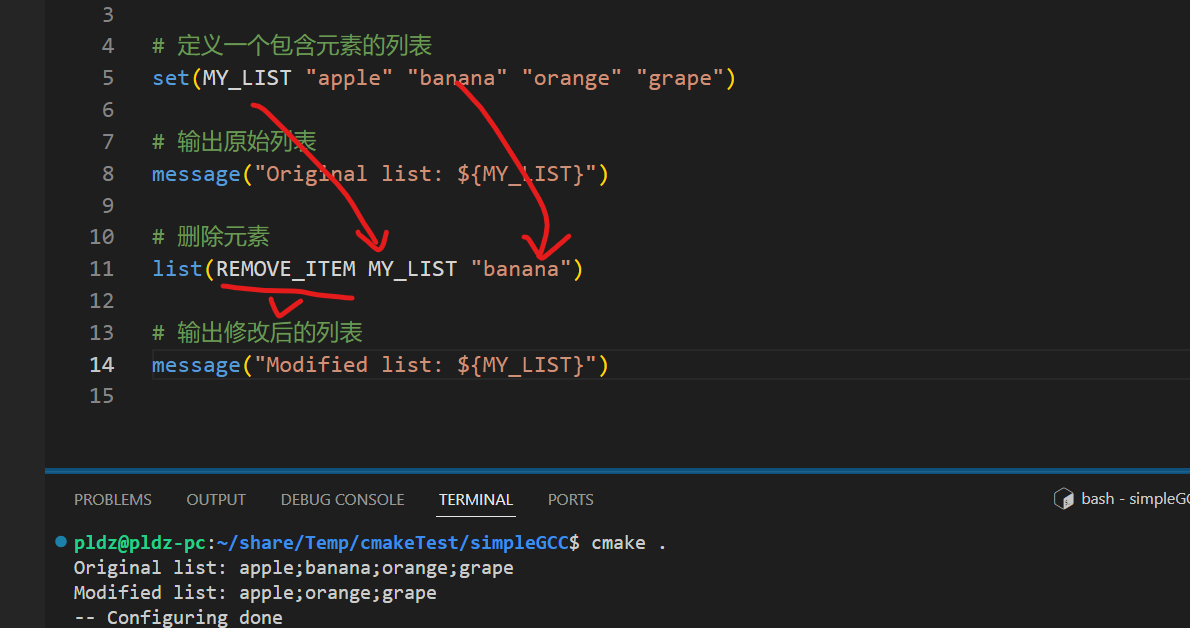 3
4 # 定义一个包含元素的列表
5 set(MY_LIST "apple" "banana" "orange" "grape")
6
7 # 输出原始列表
8 message("Original list: ${MY_LIST}")
9
10 # 删除元素
11 list(REMOVE_ITEM MY_LIST "banana")
12
13 # 输出修改后的列表
14 message("Modified list: ${MY_LIST}")
15
PROBLEMS OUTPUT DEBUG CONSOLE TERMINAL PORTS bash - simpleGC
pldz@pldz-pc:~/share/Temp/cmakeTest/simpleGCC$ cmake .
Original list: apple;banana;orange;grape
Modified list: apple;orange;grape
-- Configuring done